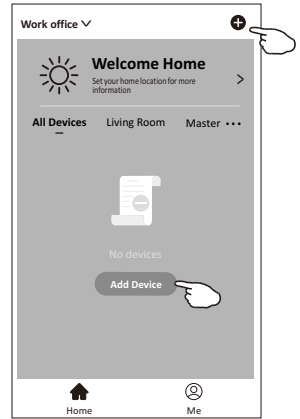 Work office
Welcome Home
Set your home location for more
information
All Devices Living Room Master
No devices
Add Device
Home Me